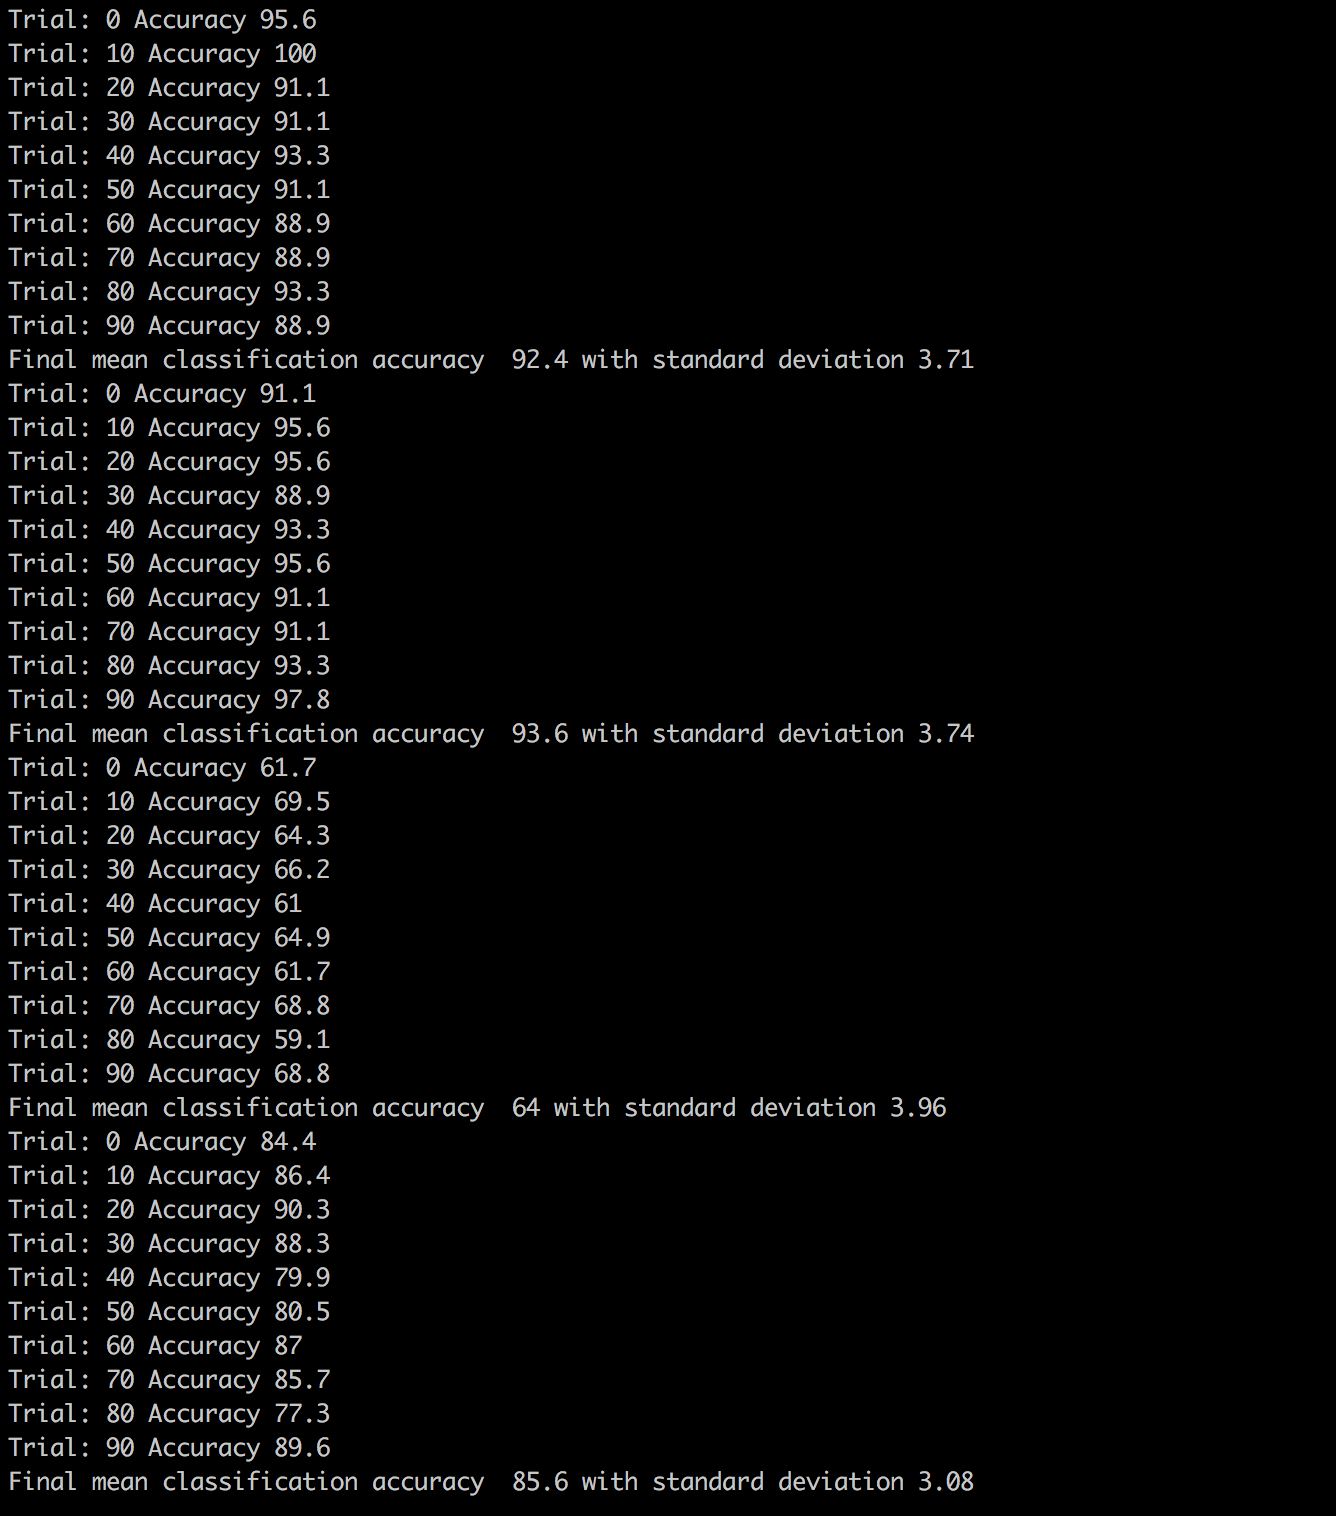 Trial: 0 Accuracy 95.6
Trial: 10 Accuracy 100
Trial: 20 Accuracy 91.1
Trial: 30 Accuracy 91.1
Trial: 40 Accuracy 93.3
Trial: 50 Accuracy 91.1
Trial: 60 Accuracy 88.9
Trial: 70 Accuracy 88.9
Trial: 80 Accuracy 93.3
Trial: 90 Accuracy 88.9
Final mean classification accuracy  92.4 with standard deviation 3.71
Trial: 0 Accuracy 91.1
Trial: 10 Accuracy 95.6
Trial: 20 Accuracy 95.6
Trial: 30 Accuracy 88.9
Trial: 40 Accuracy 93.3
Trial: 50 Accuracy 95.6
Trial: 60 Accuracy 91.1
Trial: 70 Accuracy 91.1
Trial: 80 Accuracy 93.3
Trial: 90 Accuracy 97.8
Final mean classification accuracy  93.6 with standard deviation 3.74
Trial: 0 Accuracy 61.7
Trial: 10 Accuracy 69.5
Trial: 20 Accuracy 64.3
Trial: 30 Accuracy 66.2
Trial: 40 Accuracy 61
Trial: 50 Accuracy 64.9
Trial: 60 Accuracy 61.7
Trial: 70 Accuracy 68.8
Trial: 80 Accuracy 59.1
Trial: 90 Accuracy 68.8
Final mean classification accuracy  64 with standard deviation 3.96
Trial: 0 Accuracy 84.4
Trial: 10 Accuracy 86.4
Trial: 20 Accuracy 90.3
Trial: 30 Accuracy 88.3
Trial: 40 Accuracy 79.9
Trial: 50 Accuracy 80.5
Trial: 60 Accuracy 87
Trial: 70 Accuracy 85.7
Trial: 80 Accuracy 77.3
Trial: 90 Accuracy 89.6
Final mean classification accuracy  85.6 with standard deviation 3.08